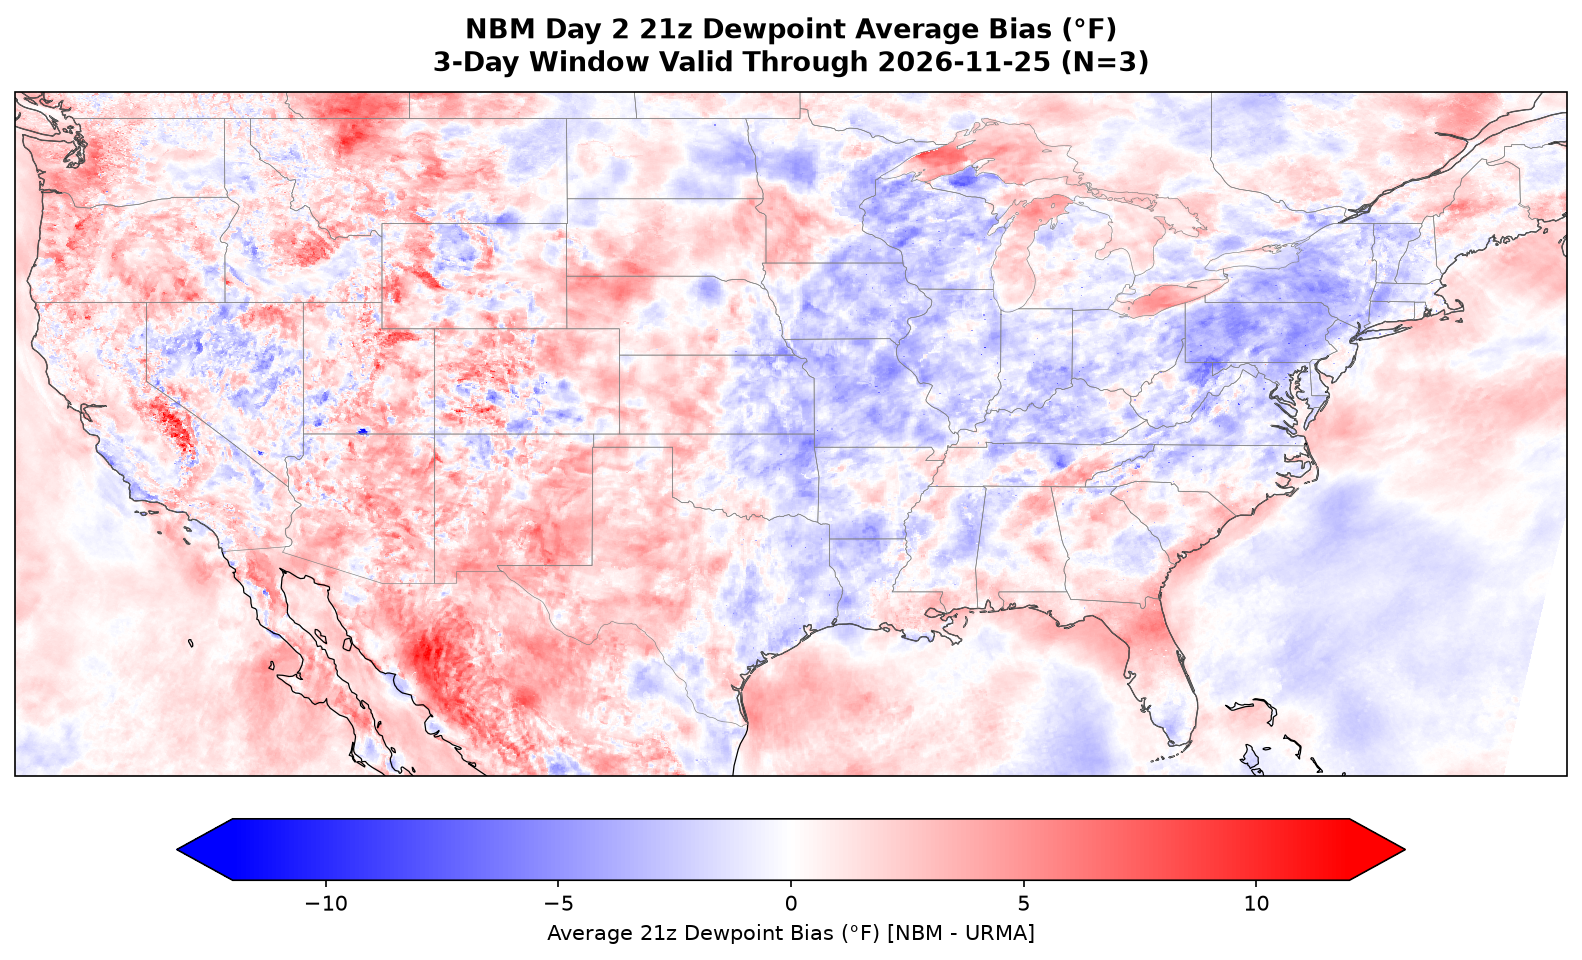 NBM Day 2 21z Dewpoint Average Bias (°F)
3-Day Window Valid Through 2026-11-25 (N=3)
−10 −5 0 5 10
Average 21z Dewpoint Bias (°F) [NBM - URMA]